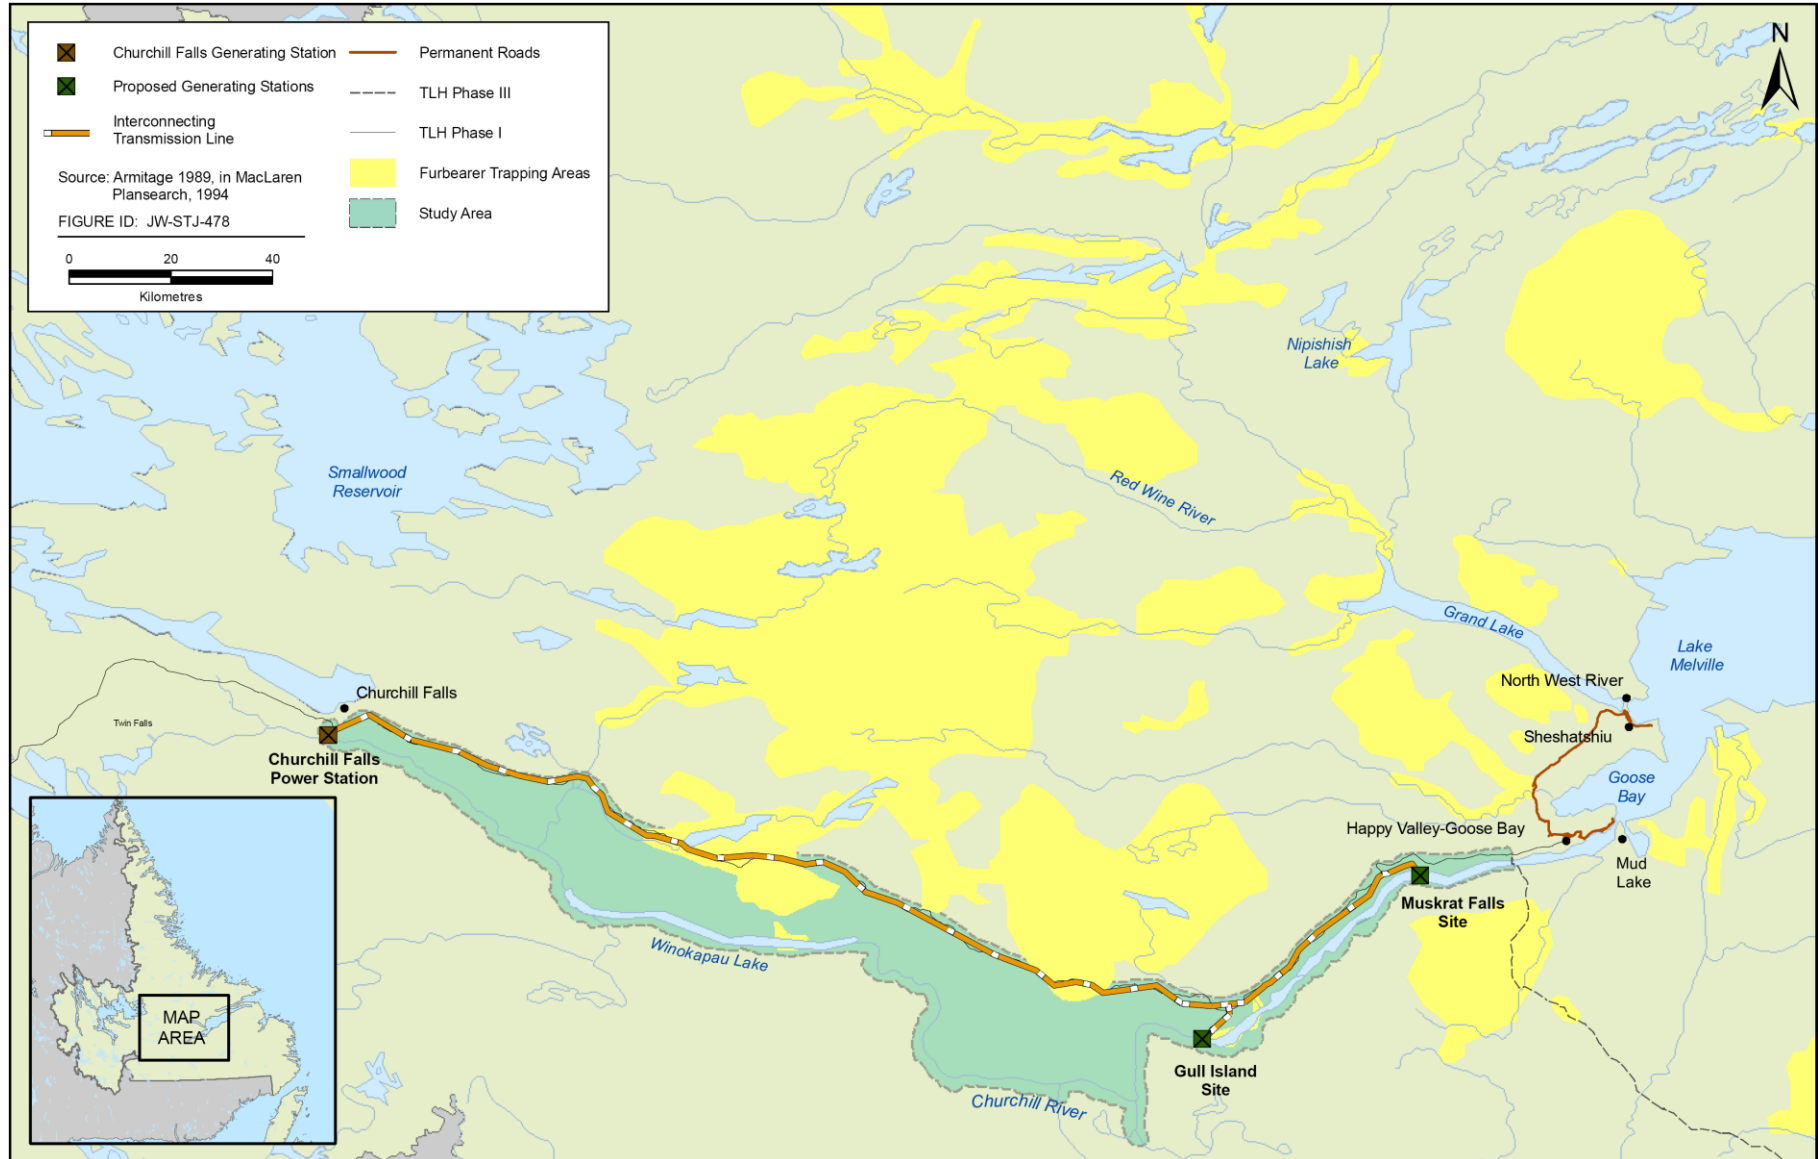 Churchill Falls Generating Station
Proposed Generating Stations
Interconnecting
Transmission Line
Source: Armitage 1989, in MacLaren
Plansearch, 1994
FIGURE ID: JW-STJ-478
0 20 40
Kilometres
Permanent Roads
TLH Phase III
TLH Phase I
Furbearer Trapping Areas
Study Area
N
Nipishish
Lake
Smallwood
Reservoir
Red Wine River
Grand Lake
Lake
Melville
North West River
Sheshatshiu
Churchill Falls
Twin Falls
Churchill Falls
Power Station
Goose
Bay
Happy Valley-Goose Bay
Mud
Lake
Muskrat Falls
Site
Winokapau Lake
Gull Island
Site
Churchill River
MAP
AREA